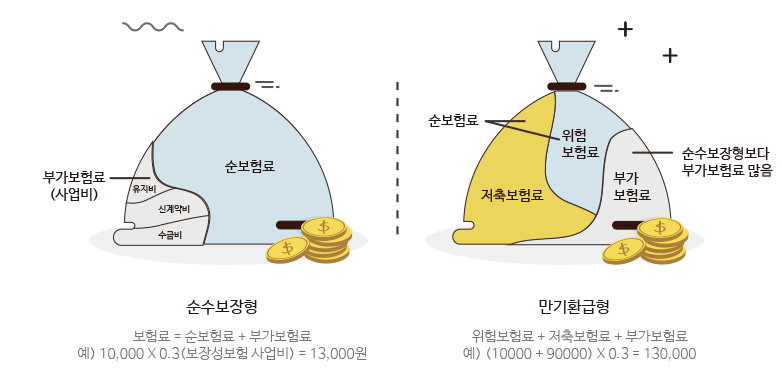 순보험료
부가보험료
(사업비)
유지비
신계약비
수금비
순수보장형
보험료 = 순보험료 + 부가보험료
예) 10,000 X 0.3(보장성보험 사업비) = 13,000원
순보험료
위험
보험료
저축보험료
부가
보험료
순수보장형보다
부가보험료 많음
만기환급형
위험보험료 + 저축보험료 + 부가보험료
예) (10000 + 90000) X 0.3 = 130,000